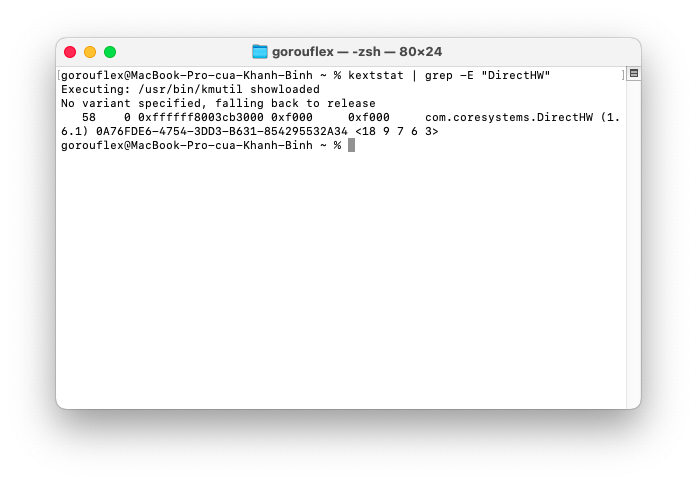 gorouflex — -zsh — 80×24
[gorouflex@MacBook-Pro-cua-Khanh-Binh ~ % kextstat | grep -E "DirectHW" ]
Executing: /usr/bin/kmutil showloaded
No variant specified, falling back to release
   58    0 0xffffff8003cb3000 0xf000     0xf000     com.coresystems.DirectHW (1.
6.1) 0A76FDE6-4754-3DD3-B631-854295532A34 <18 9 7 6 3>
gorouflex@MacBook-Pro-cua-Khanh-Binh ~ %